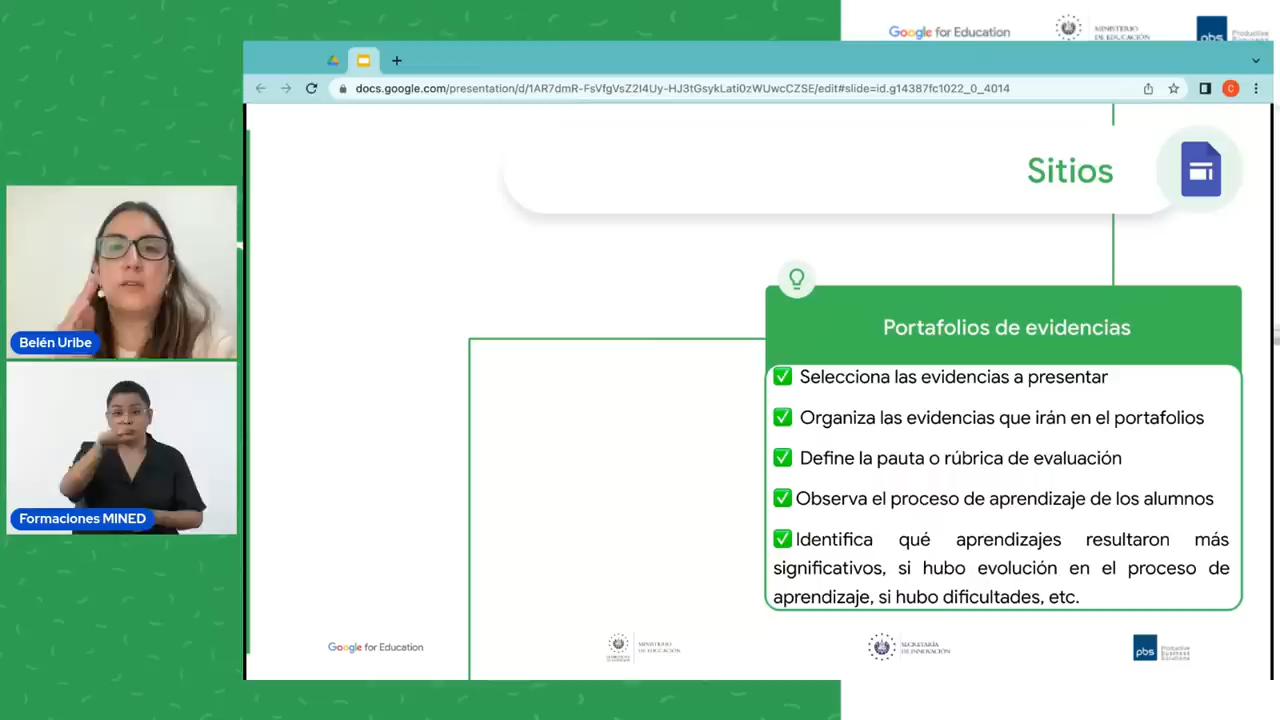 Google for Education
MINISTERIO
DE EDUCACIÓN
pbs
Productive
docs.google.com/presentation/d/1AR7dmR-FsVfgVsZ2I4Uy-HJ3tGsykLati0zWUwcCZSE/edit#slide=id.g14387fc1022_0_4014
C
Sitios
Portafolios de evidencias
Selecciona las evidencias a presentar
Organiza las evidencias que irán en el portafolios
Define la pauta o rúbrica de evaluación
Observa el proceso de aprendizaje de los alumnos
Identifica qué aprendizajes resultaron más
significativos, si hubo evolución en el proceso de
aprendizaje, si hubo dificultades, etc.
Belén Uribe
Formaciones MINED
Google for Education
MINISTERIO
DE EDUCACIÓN
SECRETARÍA
DE INNOVACIÓN
pbs
Productive
Business
Solutions